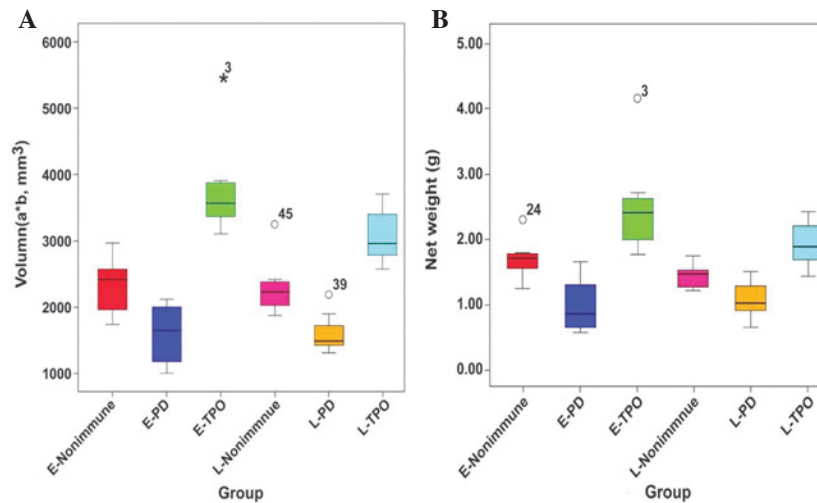 A
6000
5000
4000
3000
2000
1000
Volumn(a*b, mm³)
*3
45
39
E-Nonimmune
E-PD
E-TPO
L-Nonimmnue
L-PD
L-TPO
Group
B
5.00
4.00
3.00
2.00
1.00
0.00
Net weight (g)
24
3
E-Nonimmune
E-PD
E-TPO
L-Nonimmnue
L-PD
L-TPO
Group